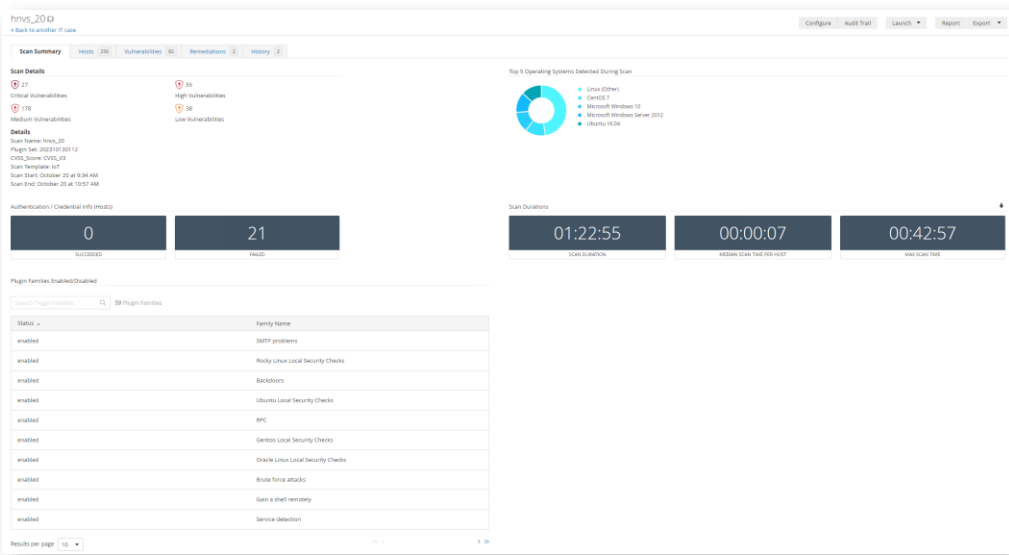 hnvs_20
< Back to another IT case
Configure
Audit Trail
Launch
Report
Export
Scan Summary
Hosts 256
Vulnerabilities 82
Remediations 2
History 2
Scan Details
27
Critical Vulnerabilities
59
High Vulnerabilities
178
Medium Vulnerabilities
38
Low Vulnerabilities
Details
Scan Name: hnvs_20
Plugin Set: 202310130112
CVSS_Score: CVSS_V3
Scan Template: IoT
Scan Start: October 20 at 9:34 AM
Scan End: October 20 at 10:57 AM
Top 5 Operating Systems Detected During Scan
Linux (Other)
CentOS 7
Microsoft Windows 10
Microsoft Windows Server 2012
Ubuntu 16.04
Authentication / Credential Info (Hosts)
0
SUCCEEDED
21
FAILED
Scan Durations
01:22:55
SCAN DURATION
00:00:07
MEDIAN SCAN TIME PER HOST
00:42:57
MAX SCAN TIME
Plugin Families Enabled/Disabled
Search Plugin Families
59 Plugin Families
Status
Family Name
enabled
SMTP problems
enabled
Rocky Linux Local Security Checks
enabled
Backdoors
enabled
Ubuntu Local Security Checks
enabled
RPC
enabled
Gentoo Local Security Checks
enabled
Oracle Linux Local Security Checks
enabled
Brute force attacks
enabled
Gain a shell remotely
enabled
Service detection
Results per page 10